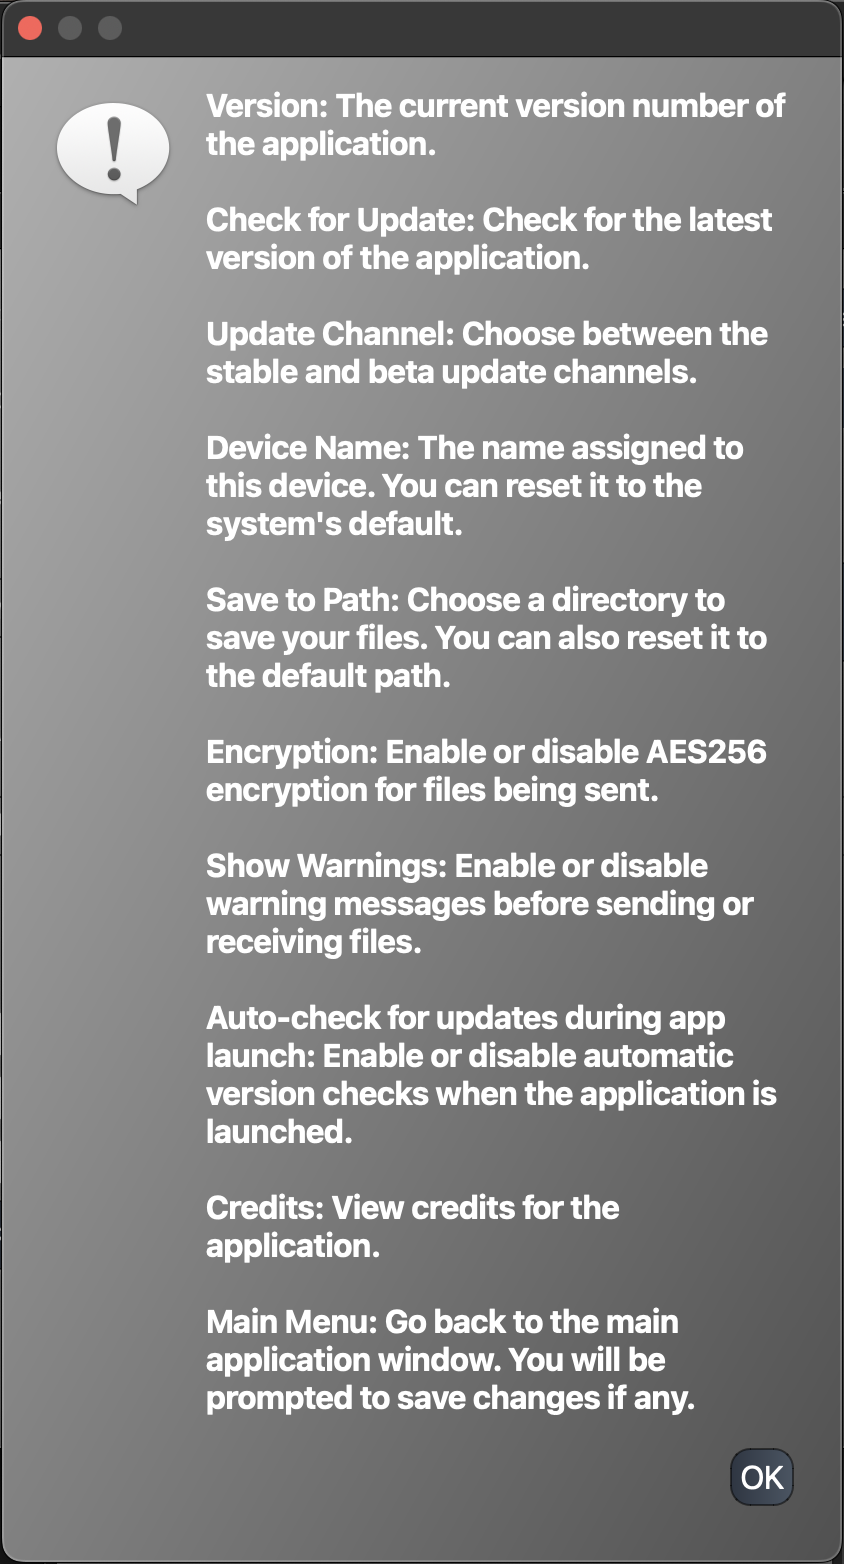 Version: The current version number of
the application.
Check for Update: Check for the latest
version of the application.
Update Channel: Choose between the
stable and beta update channels.
Device Name: The name assigned to
this device. You can reset it to the
system's default.
Save to Path: Choose a directory to
save your files. You can also reset it to
the default path.
Encryption: Enable or disable AES256
encryption for files being sent.
Show Warnings: Enable or disable
warning messages before sending or
receiving files.
Auto-check for updates during app
launch: Enable or disable automatic
version checks when the application is
launched.
Credits: View credits for the
application.
Main Menu: Go back to the main
application window. You will be
prompted to save changes if any.
OK